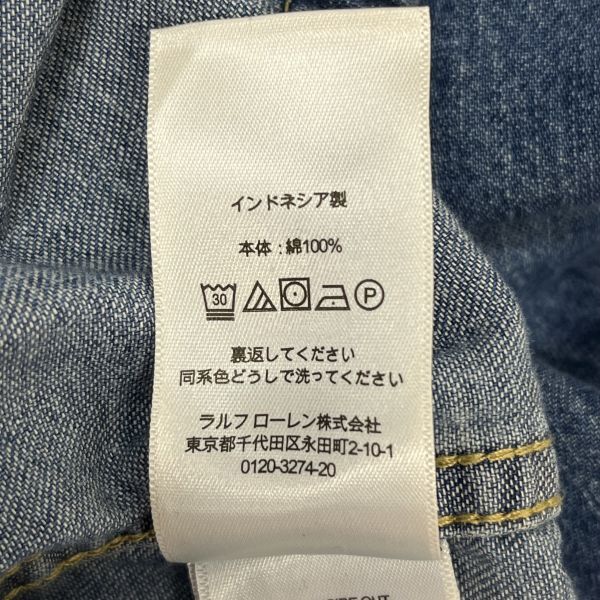 インドネシア製
本体 : 綿100%
30 P
裏返してください
同系色どうしで洗ってください
ラルフ ローレン株式会社
東京都千代田区永田町2-10-1
0120-3274-20